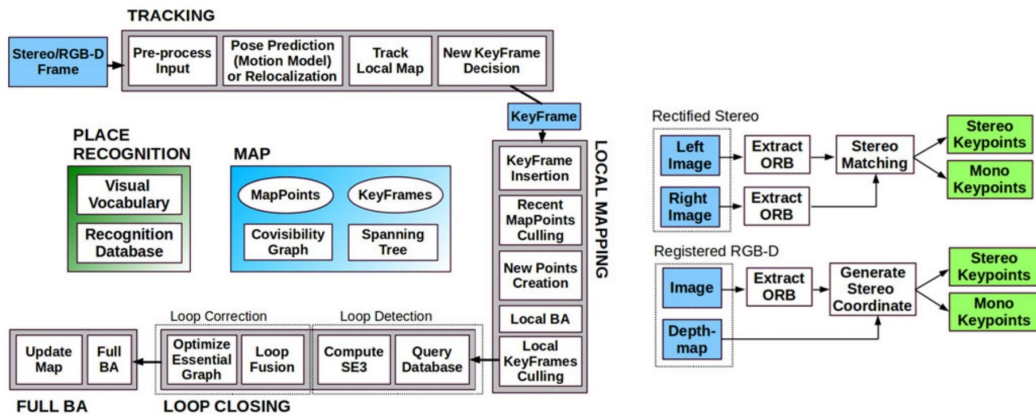 TRACKING
Stereo/RGB-D
Frame
Pre-process
Input
Pose Prediction
(Motion Model)
or Relocalization
Track
Local Map
New KeyFrame
Decision
KeyFrame
PLACE
RECOGNITION
Visual
Vocabulary
Recognition
Database
MAP
MapPoints
KeyFrames
Covisibility
Graph
Spanning
Tree
LOCAL MAPPING
KeyFrame
Insertion
Recent
MapPoints
Culling
New Points
Creation
Local BA
Local
KeyFrames
Culling
Loop Correction
Loop Detection
Update
Map
Full
BA
Optimize
Essential
Graph
Loop
Fusion
Compute
SE3
Query
Database
FULL BA
LOOP CLOSING
Rectified Stereo
Left
Image
Extract
ORB
Stereo
Matching
Stereo
Keypoints
Mono
Keypoints
Right
Image
Extract
ORB
Registered RGB-D
Image
Extract
ORB
Generate
Stereo
Coordinate
Stereo
Keypoints
Mono
Keypoints
Depth-
map